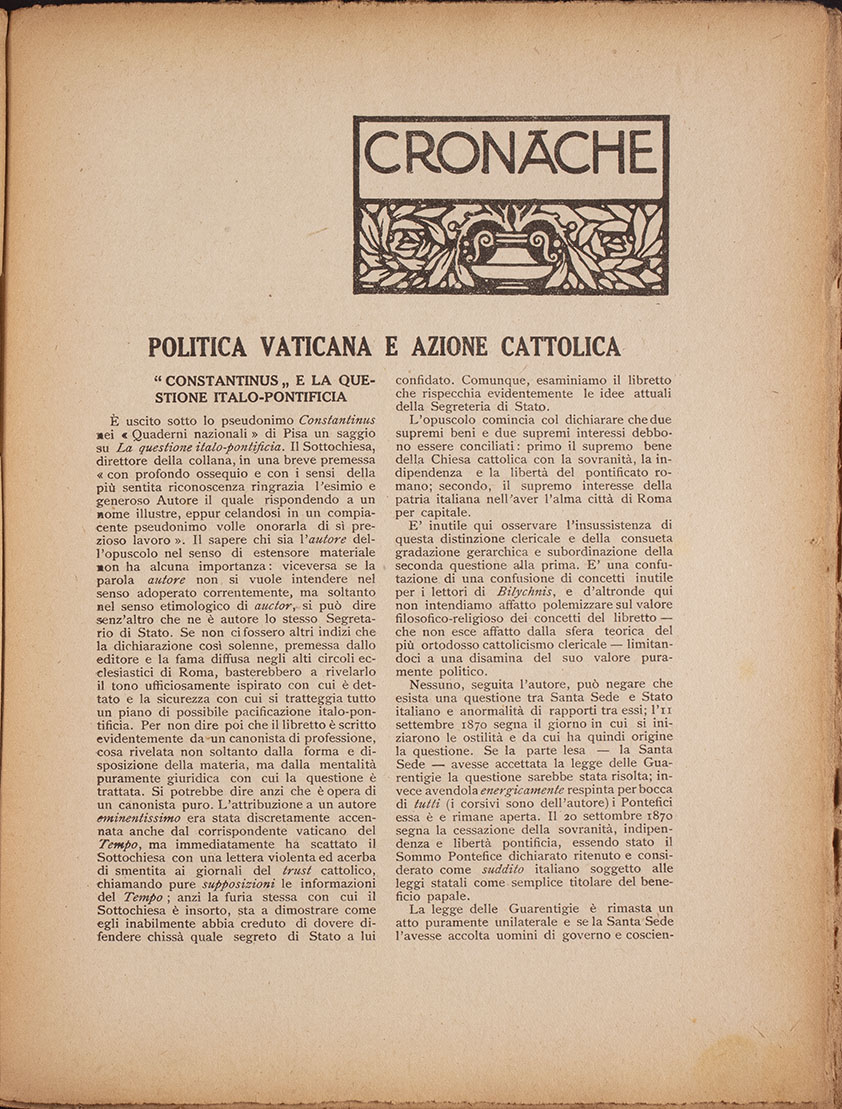 CRONACHE
POLITICA VATICANA E AZIONE CATTOLICA
“ CONSTANTINUS „ E LA QUE-
STIONE ITALO-PONTIFICIA
È uscito sotto lo pseudonimo Constantinus
nei « Quaderni nazionali » di Pisa un saggio
su La questione italo-pontificia. Il Sottochiesa,
direttore della collana, in una breve premessa
« con profondo ossequio e con i sensi della
più sentita riconoscenza ringrazia l'esimio e
generoso Autore il quale rispondendo a un
nome illustre, eppur celandosi in un compia-
cente pseudonimo volle onorarla di sì pre-
zioso lavoro ». Il sapere chi sia l'autore del-
l'opuscolo nel senso di estensore materiale
non ha alcuna importanza: viceversa se la
parola autore non si vuole intendere nel
senso adoperato correntemente, ma soltanto
nel senso etimologico di auctor, si può dire
senz'altro che ne è autore lo stesso Segreta-
rio di Stato. Se non ci fossero altri indizi che
la dichiarazione così solenne, premessa dallo
editore e la fama diffusa negli alti circoli ec-
clesiastici di Roma, basterebbero a rivelarlo
il tono ufficiosamente ispirato con cui è det-
tato e la sicurezza con cui si tratteggia tutto
un piano di possibile pacificazione italo-pon-
tificia. Per non dire poi che il libretto è scritto
evidentemente da un canonista di professione,
cosa rivelata non soltanto dalla forma e di-
sposizione della materia, ma dalla mentalità
puramente giuridica con cui la questione è
trattata. Si potrebbe dire anzi che è opera di
un canonista puro. L'attribuzione a un autore
eminentissimo era stata discretamente accen-
nata anche dal corrispondente vaticano del
Tempo, ma immediatamente ha scattato il
Sottochiesa con una lettera violenta ed acerba
di smentita ai giornali del trust cattolico,
chiamando pure supposizioni le informazioni
del Tempo ; anzi la furia stessa con cui il
Sottochiesa è insorto, sta a dimostrare come
egli inabilmente abbia creduto di dovere di-
fendere chissà quale segreto di Stato a lui
confidato. Comunque, esaminiamo il libretto
che rispecchia evidentemente le idee attuali
della Segreteria di Stato.
L'opuscolo comincia col dichiarare che due
supremi beni e due supremi interessi debbo-
no essere conciliati: primo il supremo bene
della Chiesa cattolica con la sovranità, la in-
dipendenza e la libertà del pontificato ro-
mano; secondo, il supremo interesse della
patria italiana nell'aver l'alma città di Roma
per capitale.
E' inutile qui osservare l'insussistenza di
questa distinzione clericale e della consueta
gradazione gerarchica e subordinazione della
seconda questione alla prima. E' una confu-
tazione di una confusione di concetti inutile
per i lettori di Bilychnis, e d'altronde qui
non intendiamo affatto polemizzare sul valore
filosofico-religioso dei concetti del libretto —
che non esce affatto dalla sfera teorica del
più ortodosso cattolicismo clericale — limitan-
doci a una disamina del suo valore pura-
mente politico.
Nessuno, seguita l'autore, può negare che
esista una questione tra Santa Sede e Stato
italiano e anormalità di rapporti tra essi; l'11
settembre 1870 segna il giorno in cui si ini-
ziarono le ostilità e da cui ha quindi origine
la questione. Se la parte lesa — la Santa
Sede — avesse accettata la legge delle Gua-
rentigie la questione sarebbe stata risolta; in-
vece avendola energicamente respinta per bocca
di tutti (i corsivi sono dell'autore) i Pontefici
essa è e rimane aperta. Il 20 settembre 1870
segna la cessazione della sovranità, indipen-
denza e libertà pontificia, essendo stato il
Sommo Pontefice dichiarato ritenuto e consi-
derato come suddito italiano soggetto alle
leggi statali come semplice titolare del bene-
ficio papale.
La legge delle Guarentigie è rimasta un
atto puramente unilaterale e se la Santa Sede
l'avesse accolta uomini di governo e coscien-